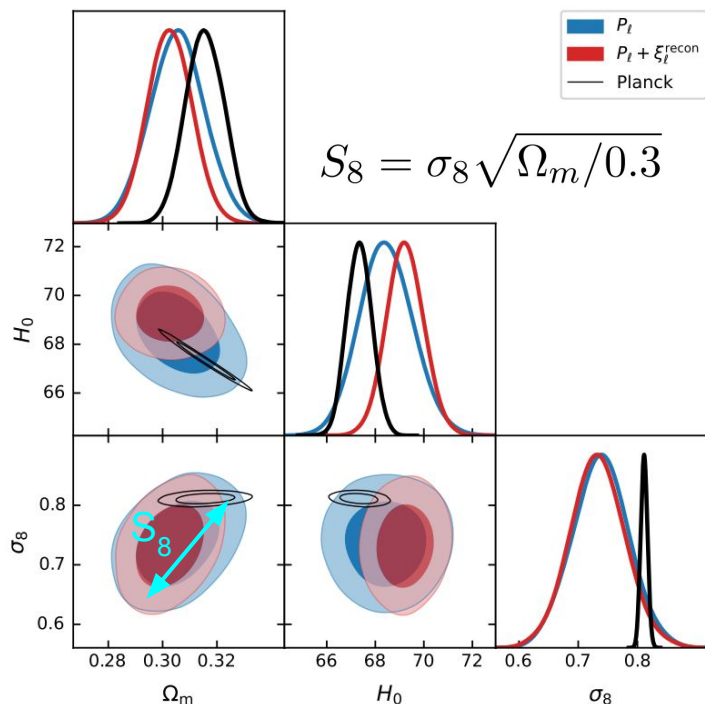 P_ℓ
P_ℓ + ξ_ℓ^recon
Planck
S_8 = σ_8 √(Ω_m/0.3)
72
70
68
66
H_0
0.8
0.7
0.6
σ_8
S_8
0.28 0.30 0.32
66 68 70 72
0.6 0.7 0.8
Ω_m
H_0
σ_8